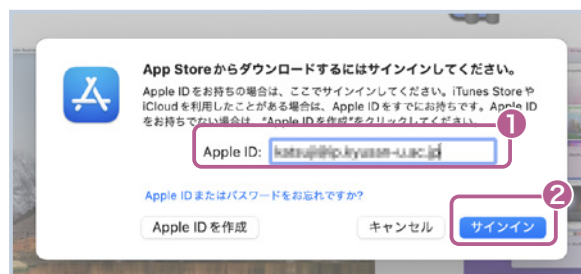 App Storeからダウンロードするにはサインインしてください。
Apple IDをお持ちの場合は、ここでサインインしてください。iTunes Storeや
iCloudを利用したことがある場合は、Apple IDをすでにお持ちです。Apple ID
をお持ちでない場合は、"Apple IDを作成"をクリックしてください。
1
Apple ID:
Apple IDまたはパスワードをお忘れですか?
2
Apple IDを作成 キャンセル サインイン